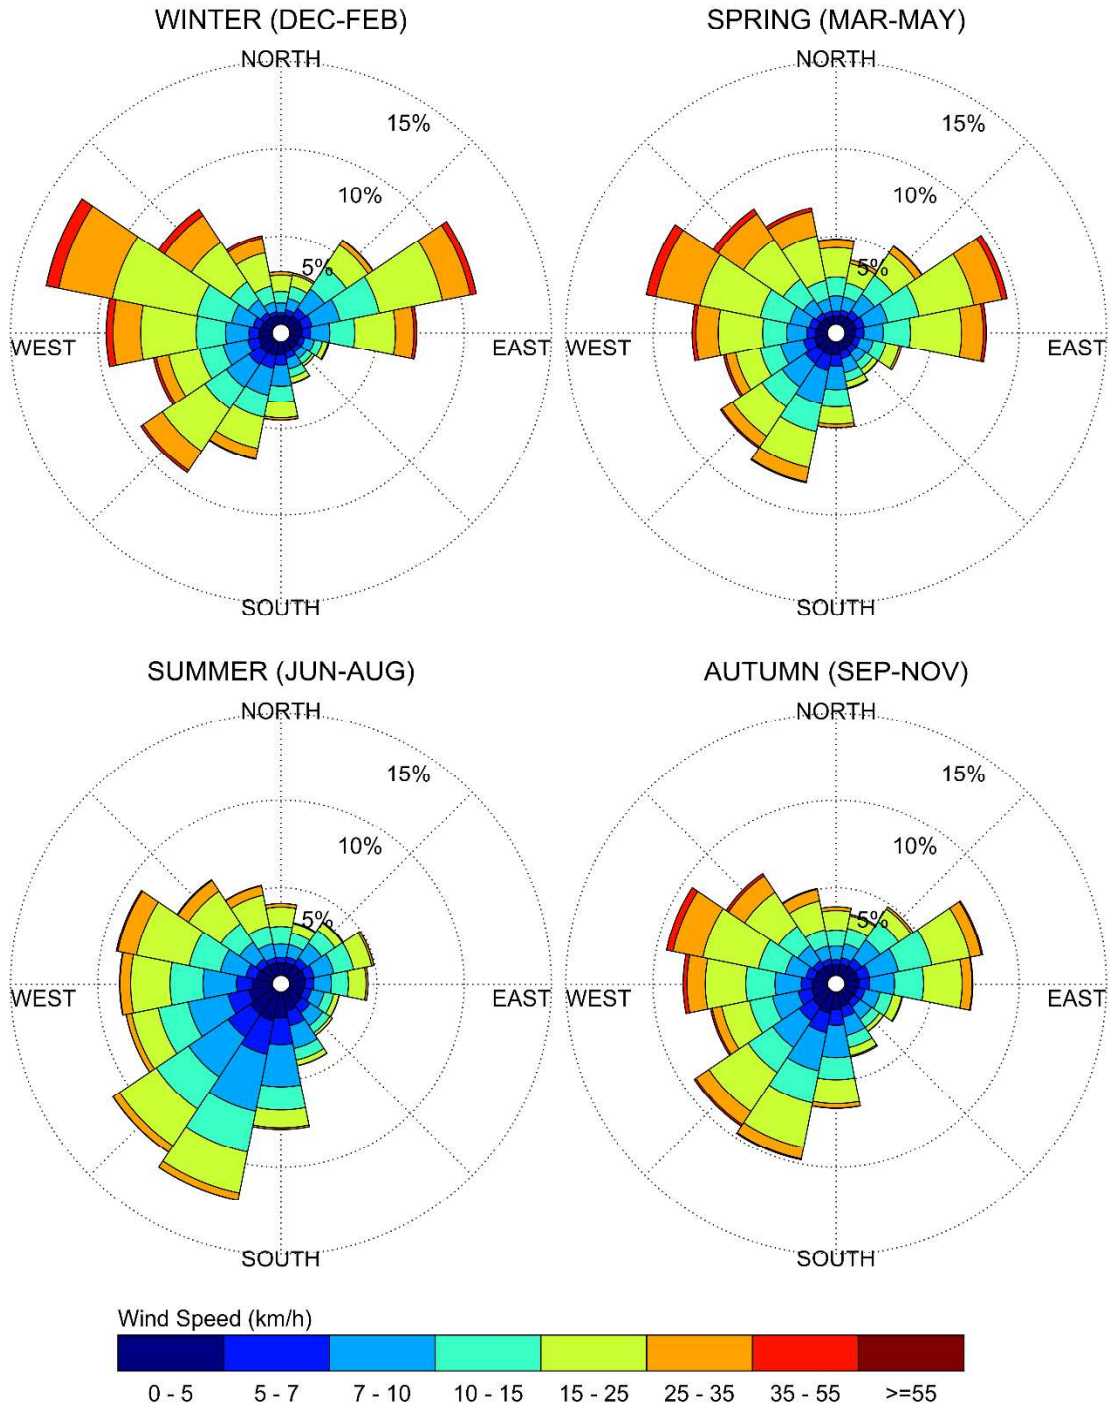 WINTER (DEC-FEB)
NORTH
15%
10%
5%
WEST
EAST
SOUTH
SPRING (MAR-MAY)
NORTH
15%
10%
5%
WEST
EAST
SOUTH
SUMMER (JUN-AUG)
NORTH
15%
10%
5%
WEST
EAST
SOUTH
AUTUMN (SEP-NOV)
NORTH
15%
10%
5%
WEST
EAST
SOUTH
Wind Speed (km/h)
0 - 5 5 - 7 7 - 10 10 - 15 15 - 25 25 - 35 35 - 55 >=55